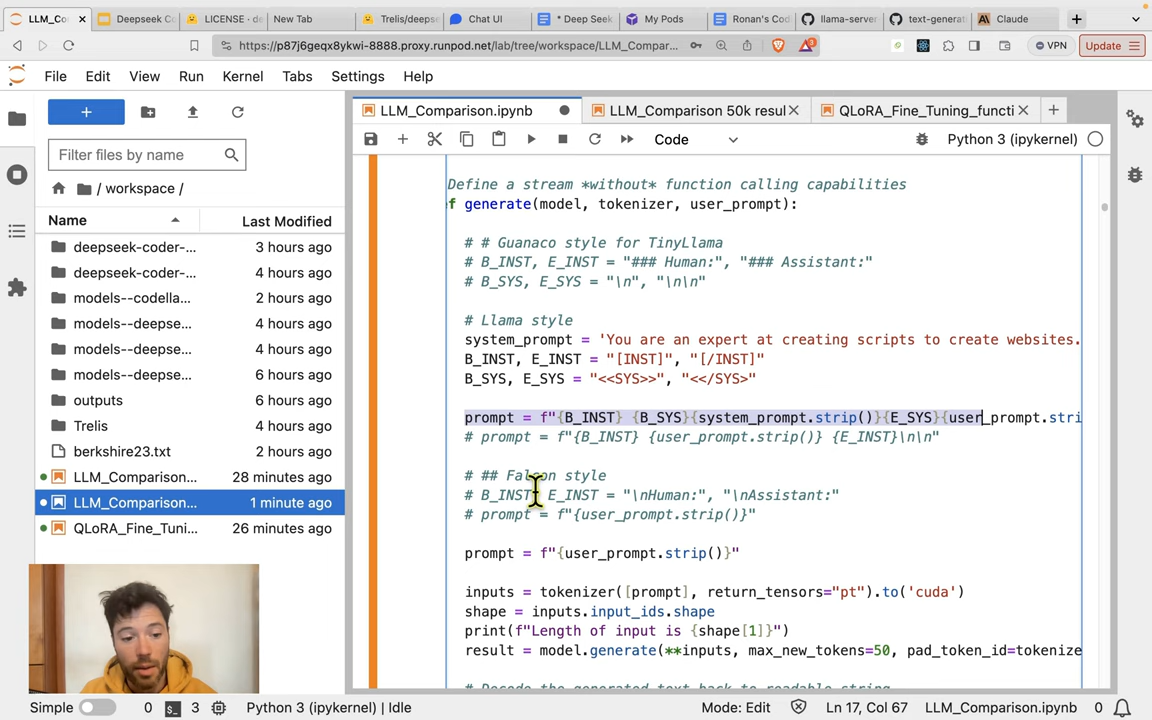 LLM_Co
Deepseek C
LICENSE · de
New Tab
Trelis/deeps
Chat UI
* Deep Seek
My Pods
Ronan's Cod
llama-server
text-generat
Claude
https://p87j6geqx8ykwi-8888.proxy.runpod.net/lab/tree/workspace/LLM_Compar...
VPN
Update
File Edit View Run Kernel Tabs Settings Help
Filter files by name
/ workspace /
Name Last Modified
deepseek-coder-... 3 hours ago
deepseek-coder-... 4 hours ago
models--codella... 2 hours ago
models--deepse... 4 hours ago
models--deepse... 4 hours ago
models--deepse... 6 hours ago
outputs 4 hours ago
Trelis 4 hours ago
berkshire23.txt 2 hours ago
LLM_Comparison... 28 minutes ago
LLM_Comparison... 1 minute ago
QLoRA_Fine_Tuni... 26 minutes ago
LLM_Comparison.ipynb
LLM_Comparison 50k resul
QLoRA_Fine_Tuning_functi
Code
Python 3 (ipykernel)
Define a stream *without* function calling capabilities
f generate(model, tokenizer, user_prompt):
# # Guanaco style for TinyLlama
# B_INST, E_INST = "### Human:", "### Assistant:"
# B_SYS, E_SYS = "\n", "\n\n"
# Llama style
system_prompt = 'You are an expert at creating scripts to create websites.
B_INST, E_INST = "[INST]", "[/INST]"
B_SYS, E_SYS = "<<SYS>>", "<</SYS>"
prompt = f"{B_INST} {B_SYS}{system_prompt.strip()}{E_SYS}{user_prompt.stri
# prompt = f"{B_INST} {user_prompt.strip()} {E_INST}\n\n"
# ## Falcon style
# B_INST, E_INST = "\nHuman:", "\nAssistant:"
# prompt = f"{user_prompt.strip()}"
prompt = f"{user_prompt.strip()}"
inputs = tokenizer([prompt], return_tensors="pt").to('cuda')
shape = inputs.input_ids.shape
print(f"Length of input is {shape[1]}")
result = model.generate(**inputs, max_new_tokens=50, pad_token_id=tokenize
# Decode the generated text back to readable string
Simple 0 3 Python 3 (ipykernel) | Idle Mode: Edit Ln 17, Col 67 LLM_Comparison.ipynb 0